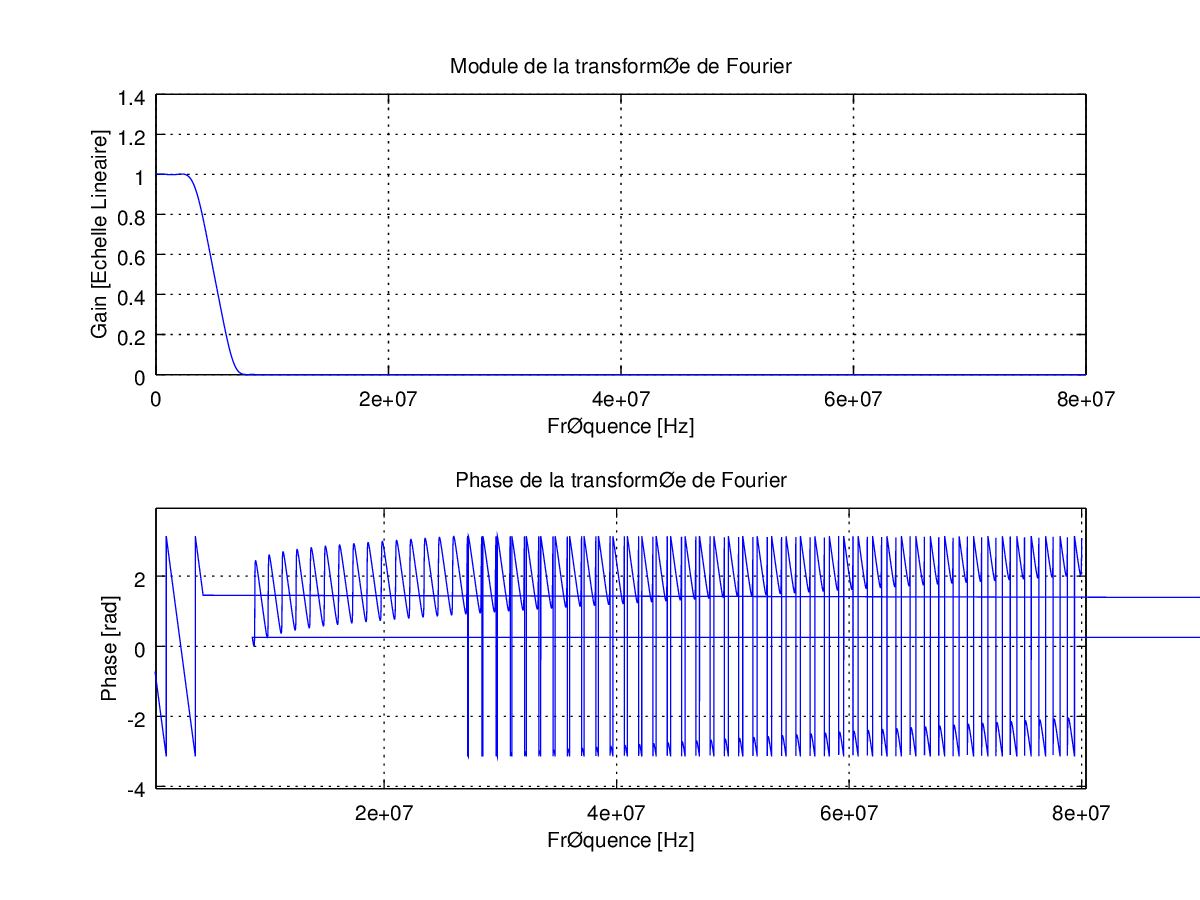 Module de la transformØe de Fourier
1.4
1.2
1
0.8
0.6
0.4
0.2
0
Gain [Echelle Lineaire]
0 2e+07 4e+07 6e+07 8e+07
FrØquence [Hz]
Phase de la transformØe de Fourier
2
0
-2
-4
Phase [rad]
2e+07 4e+07 6e+07 8e+07
FrØquence [Hz]